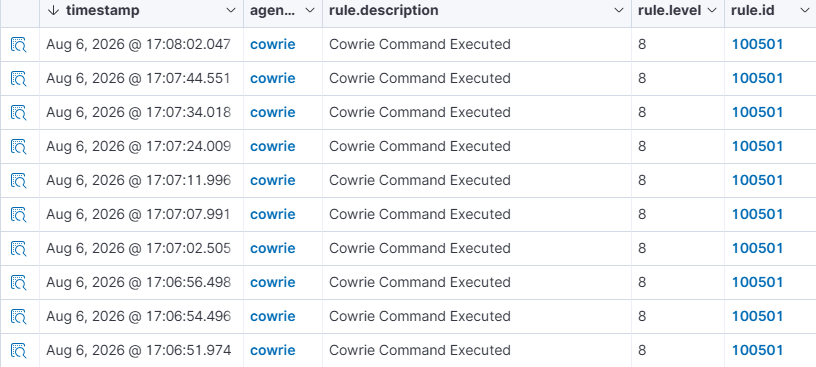 timestamp agen... rule.description rule.level rule.id
Aug 6, 2026 @ 17:08:02.047 cowrie Cowrie Command Executed 8 100501
Aug 6, 2026 @ 17:07:44.551 cowrie Cowrie Command Executed 8 100501
Aug 6, 2026 @ 17:07:34.018 cowrie Cowrie Command Executed 8 100501
Aug 6, 2026 @ 17:07:24.009 cowrie Cowrie Command Executed 8 100501
Aug 6, 2026 @ 17:07:11.996 cowrie Cowrie Command Executed 8 100501
Aug 6, 2026 @ 17:07:07.991 cowrie Cowrie Command Executed 8 100501
Aug 6, 2026 @ 17:07:02.505 cowrie Cowrie Command Executed 8 100501
Aug 6, 2026 @ 17:06:56.498 cowrie Cowrie Command Executed 8 100501
Aug 6, 2026 @ 17:06:54.496 cowrie Cowrie Command Executed 8 100501
Aug 6, 2026 @ 17:06:51.974 cowrie Cowrie Command Executed 8 100501